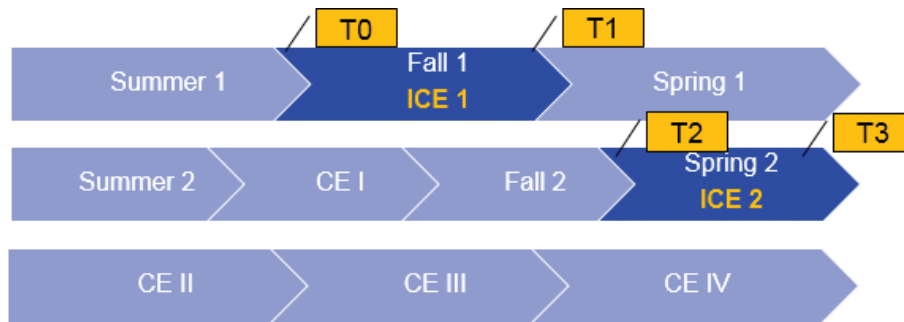 T0
T1
Summer 1
Fall 1
ICE 1
Spring 1
T2
T3
Summer 2
CE I
Fall 2
Spring 2
ICE 2
CE II
CE III
CE IV